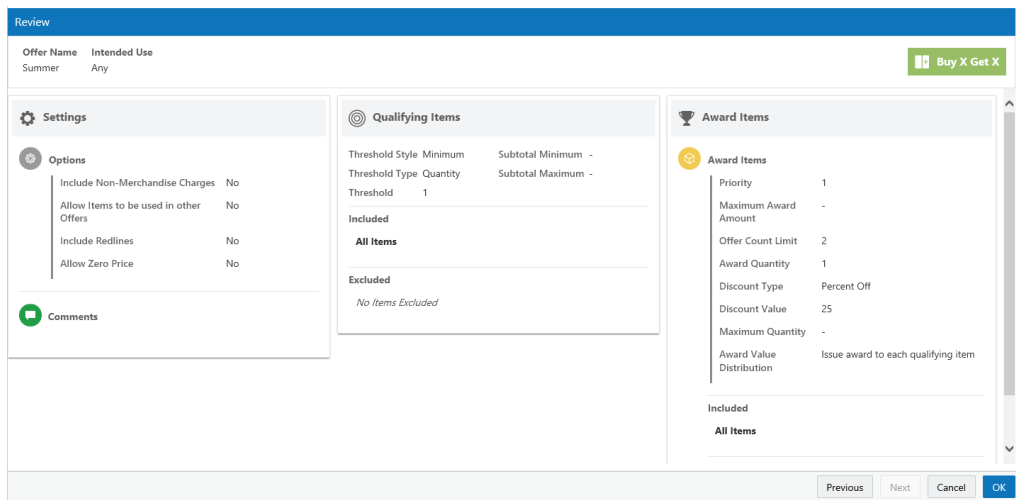 Review
Offer Name Intended Use
Summer Any
Buy X Get X
Settings
Options
Include Non-Merchandise Charges No
Allow Items to be used in other No
Offers
Include Redlines No
Allow Zero Price No
Comments
Qualifying Items
Threshold Style Minimum Subtotal Minimum -
Threshold Type Quantity Subtotal Maximum -
Threshold 1
Included
All Items
Excluded
No Items Excluded
Award Items
Award Items
Priority 1
Maximum Award -
Amount
Offer Count Limit 2
Award Quantity 1
Discount Type Percent Off
Discount Value 25
Maximum Quantity -
Award Value Issue award to each qualifying item
Distribution
Included
All Items
Previous Next Cancel OK